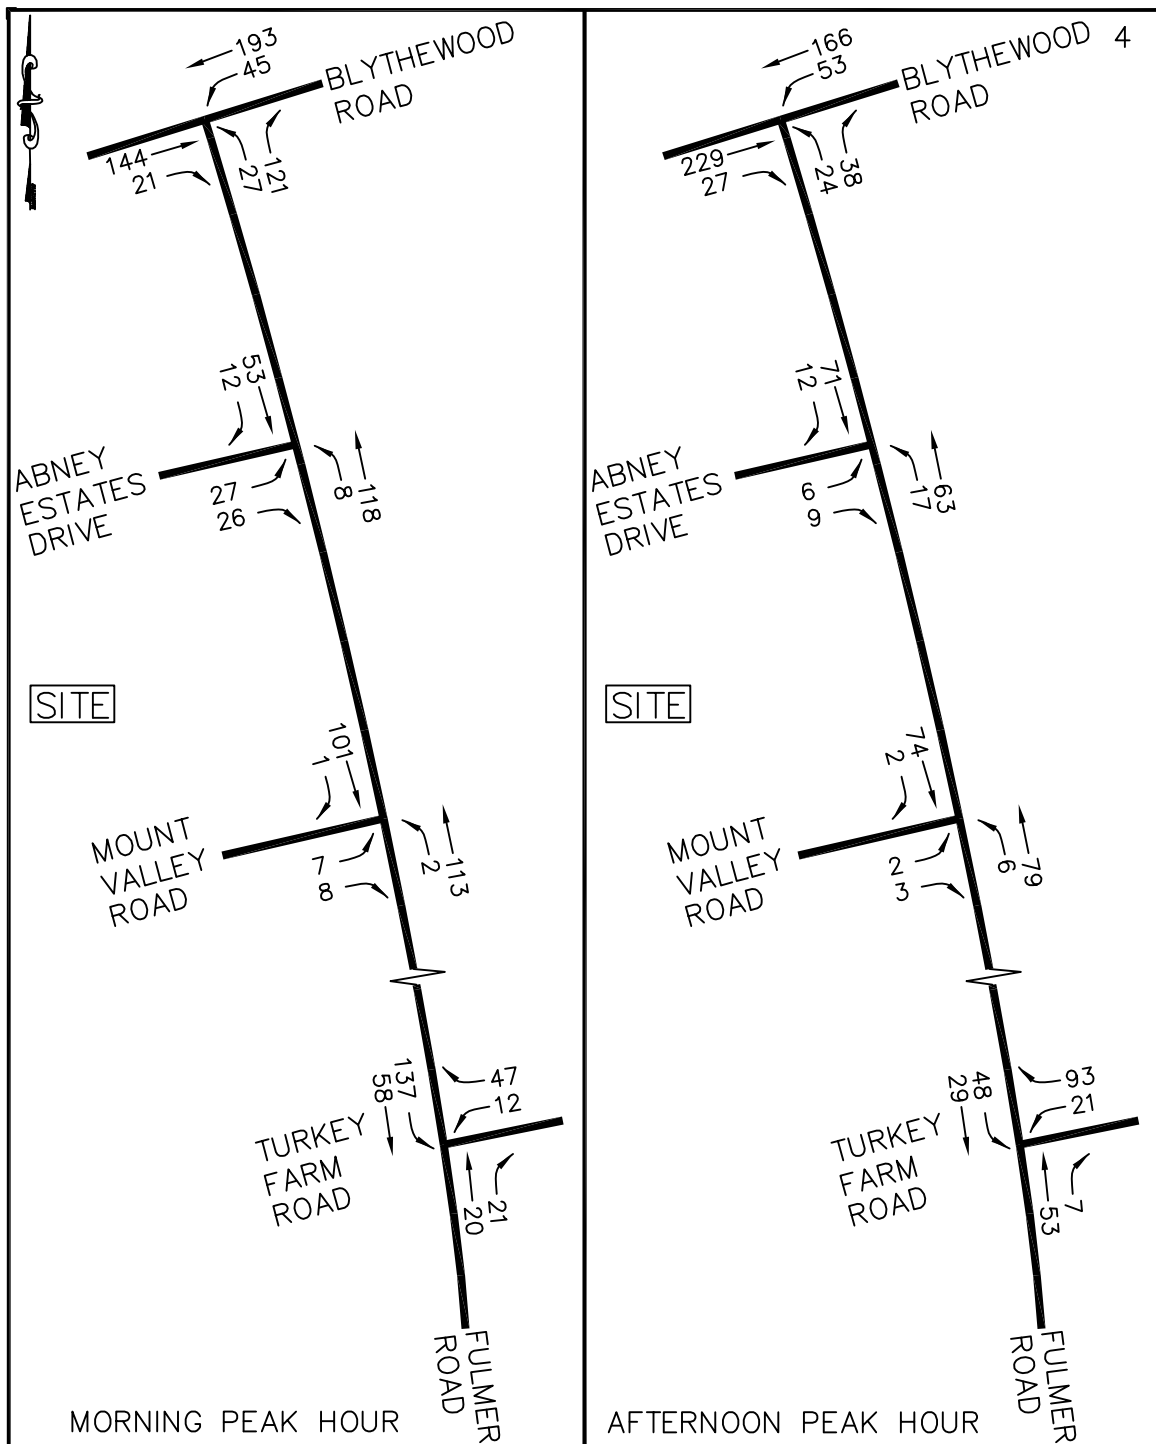 193
45
BLYTHEWOOD
ROAD
144
21
27
121
53
12
ABNEY
ESTATES
DRIVE
27
26
8
118
SITE
101
1
MOUNT
VALLEY
ROAD
7
8
2
113
137
58
47
12
TURKEY
FARM
ROAD
20
21
FULMER
ROAD
MORNING PEAK HOUR
4
166
53
BLYTHEWOOD
ROAD
229
27
24
38
71
12
ABNEY
ESTATES
DRIVE
6
9
17
63
SITE
74
2
MOUNT
VALLEY
ROAD
2
3
6
79
48
29
93
21
TURKEY
FARM
ROAD
53
7
FULMER
ROAD
AFTERNOON PEAK HOUR